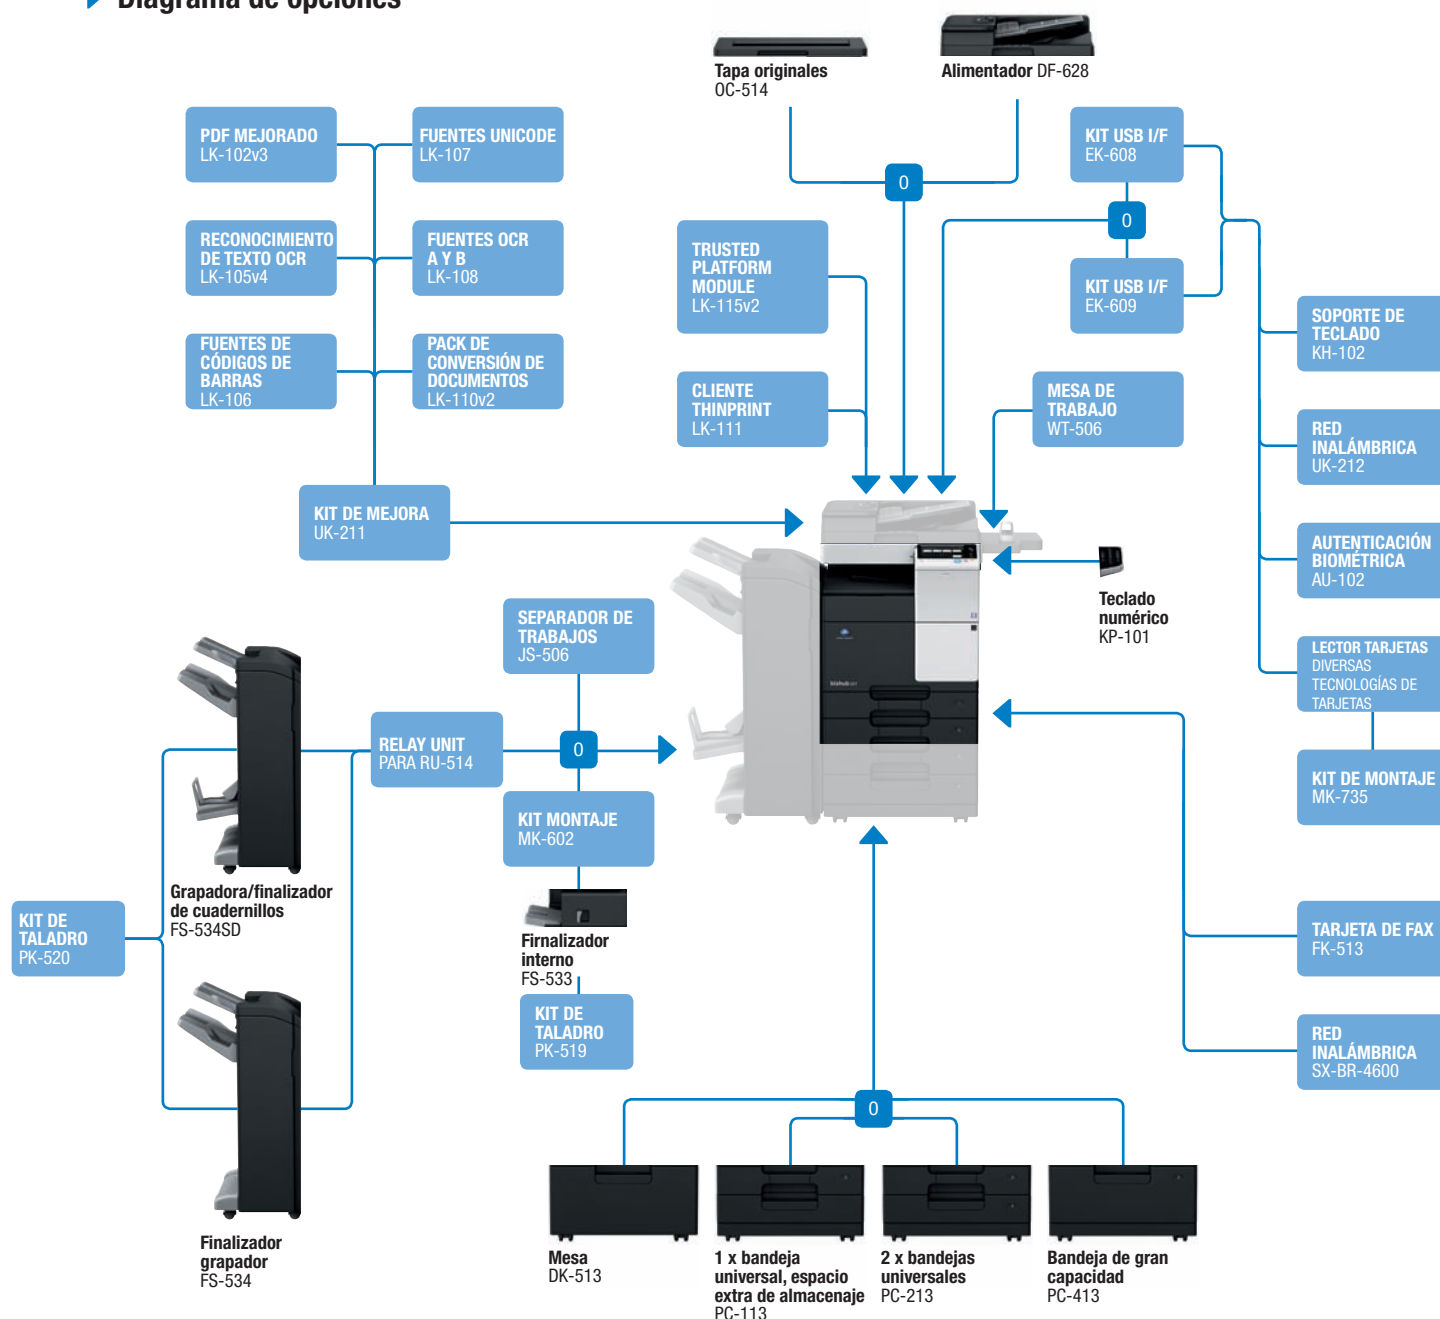 Diagrama de opciones
Tapa originales
OC-514
Alimentador DF-628
PDF MEJORADO
LK-102v3
FUENTES UNICODE
LK-107
KIT USB I/F
EK-608
0
0
RECONOCIMIENTO
DE TEXTO OCR
LK-105v4
FUENTES OCR
A Y B
LK-108
TRUSTED
PLATFORM
MODULE
LK-115v2
KIT USB I/F
EK-609
SOPORTE DE
TECLADO
KH-102
FUENTES DE
CÓDIGOS DE
BARRAS
LK-106
PACK DE
CONVERSIÓN DE
DOCUMENTOS
LK-110v2
CLIENTE
THINPRINT
LK-111
MESA DE
TRABAJO
WT-506
RED
INALÁMBRICA
UK-212
KIT DE MEJORA
UK-211
AUTENTICACIÓN
BIOMÉTRICA
AU-102
Teclado
numérico
KP-101
SEPARADOR DE
TRABAJOS
JS-506
LECTOR TARJETAS
DIVERSAS
TECNOLOGÍAS DE
TARJETAS
bizhub
RELAY UNIT
PARA RU-514
0
KIT DE MONTAJE
MK-735
KIT MONTAJE
MK-602
Grapadora/finalizador
de cuadernillos
FS-534SD
KIT DE
TALADRO
PK-520
Firnalizador
interno
FS-533
TARJETA DE FAX
FK-513
KIT DE
TALADRO
PK-519
RED
INALÁMBRICA
SX-BR-4600
0
Finalizador
grapador
FS-534
Mesa
DK-513
1 x bandeja
universal, espacio
extra de almacenaje
PC-113
2 x bandejas
universales
PC-213
Bandeja de gran
capacidad
PC-413